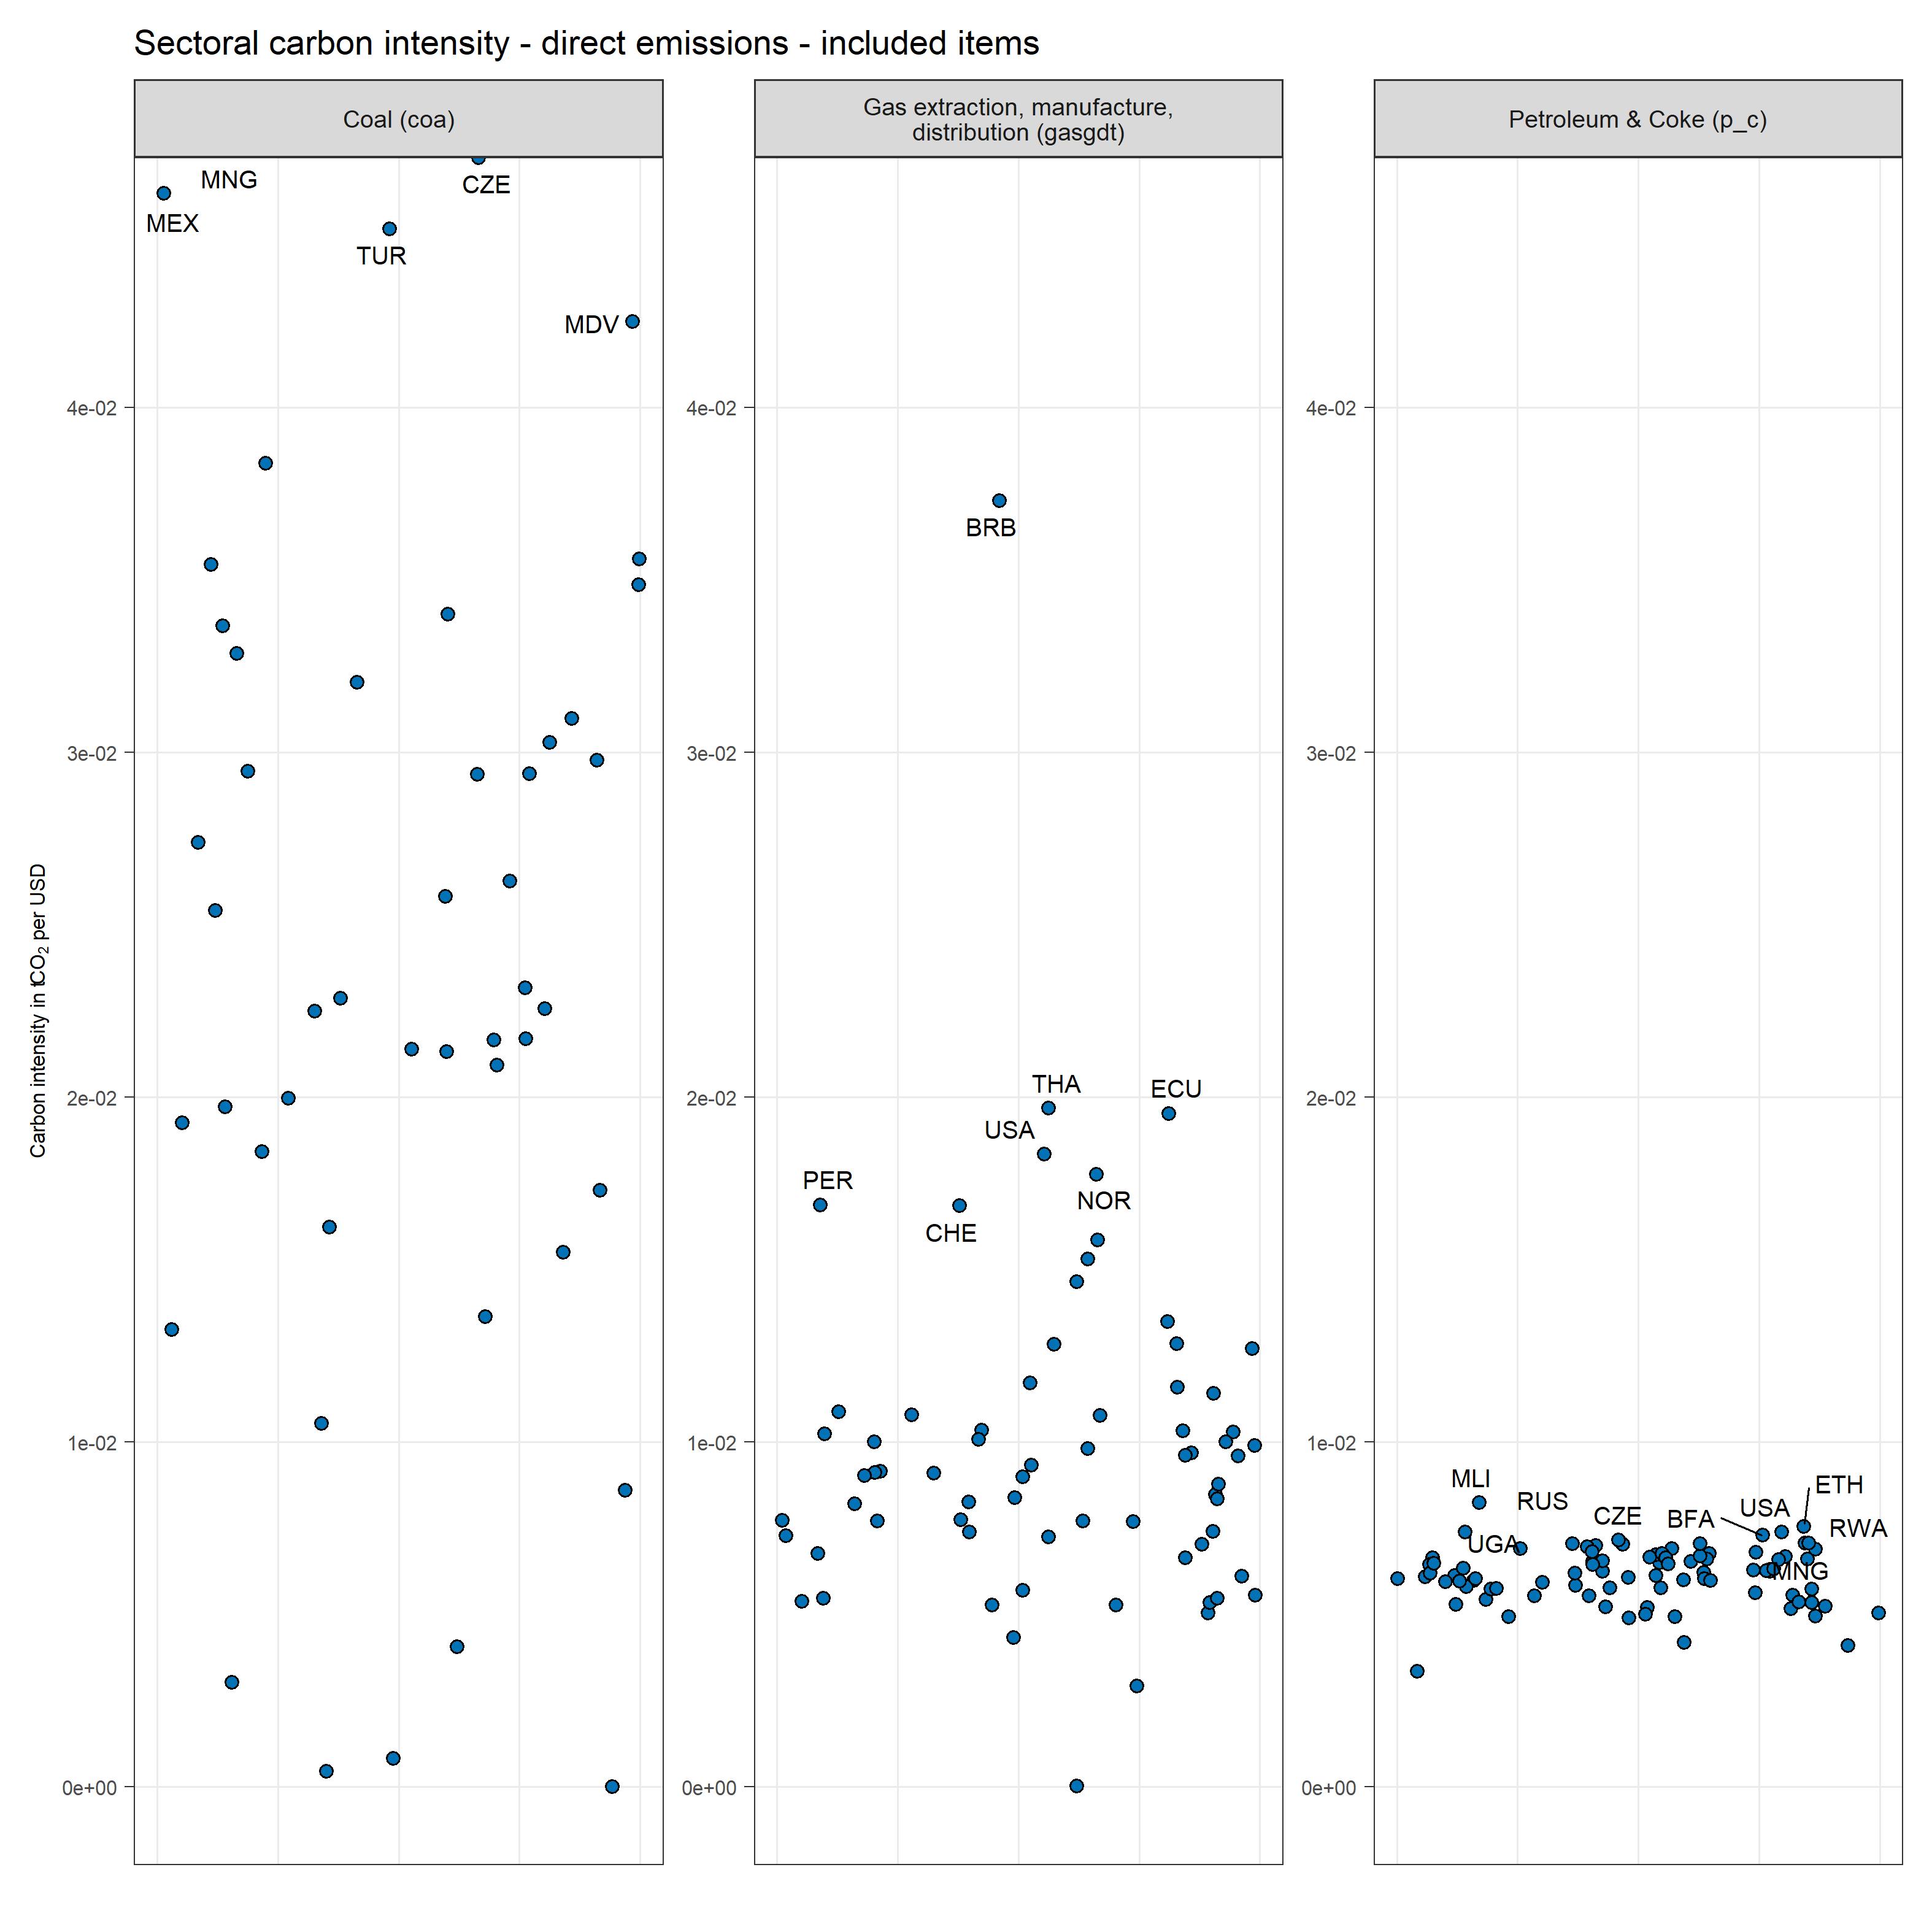 Sectoral carbon intensity - direct emissions - included items
Coal (coa)
Gas extraction, manufacture,
distribution (gasgdt)
Petroleum & Coke (p_c)
Carbon intensity in tCO₂ per USD
4e-02
3e-02
2e-02
1e-02
0e+00
MNG
CZE
MEX
TUR
MDV
4e-02
3e-02
2e-02
1e-02
0e+00
BRB
THA
ECU
USA
PER
NOR
CHE
4e-02
3e-02
2e-02
1e-02
0e+00
MLI
ETH
RUS
USA
CZE
BFA
RWA
UGA
MNG